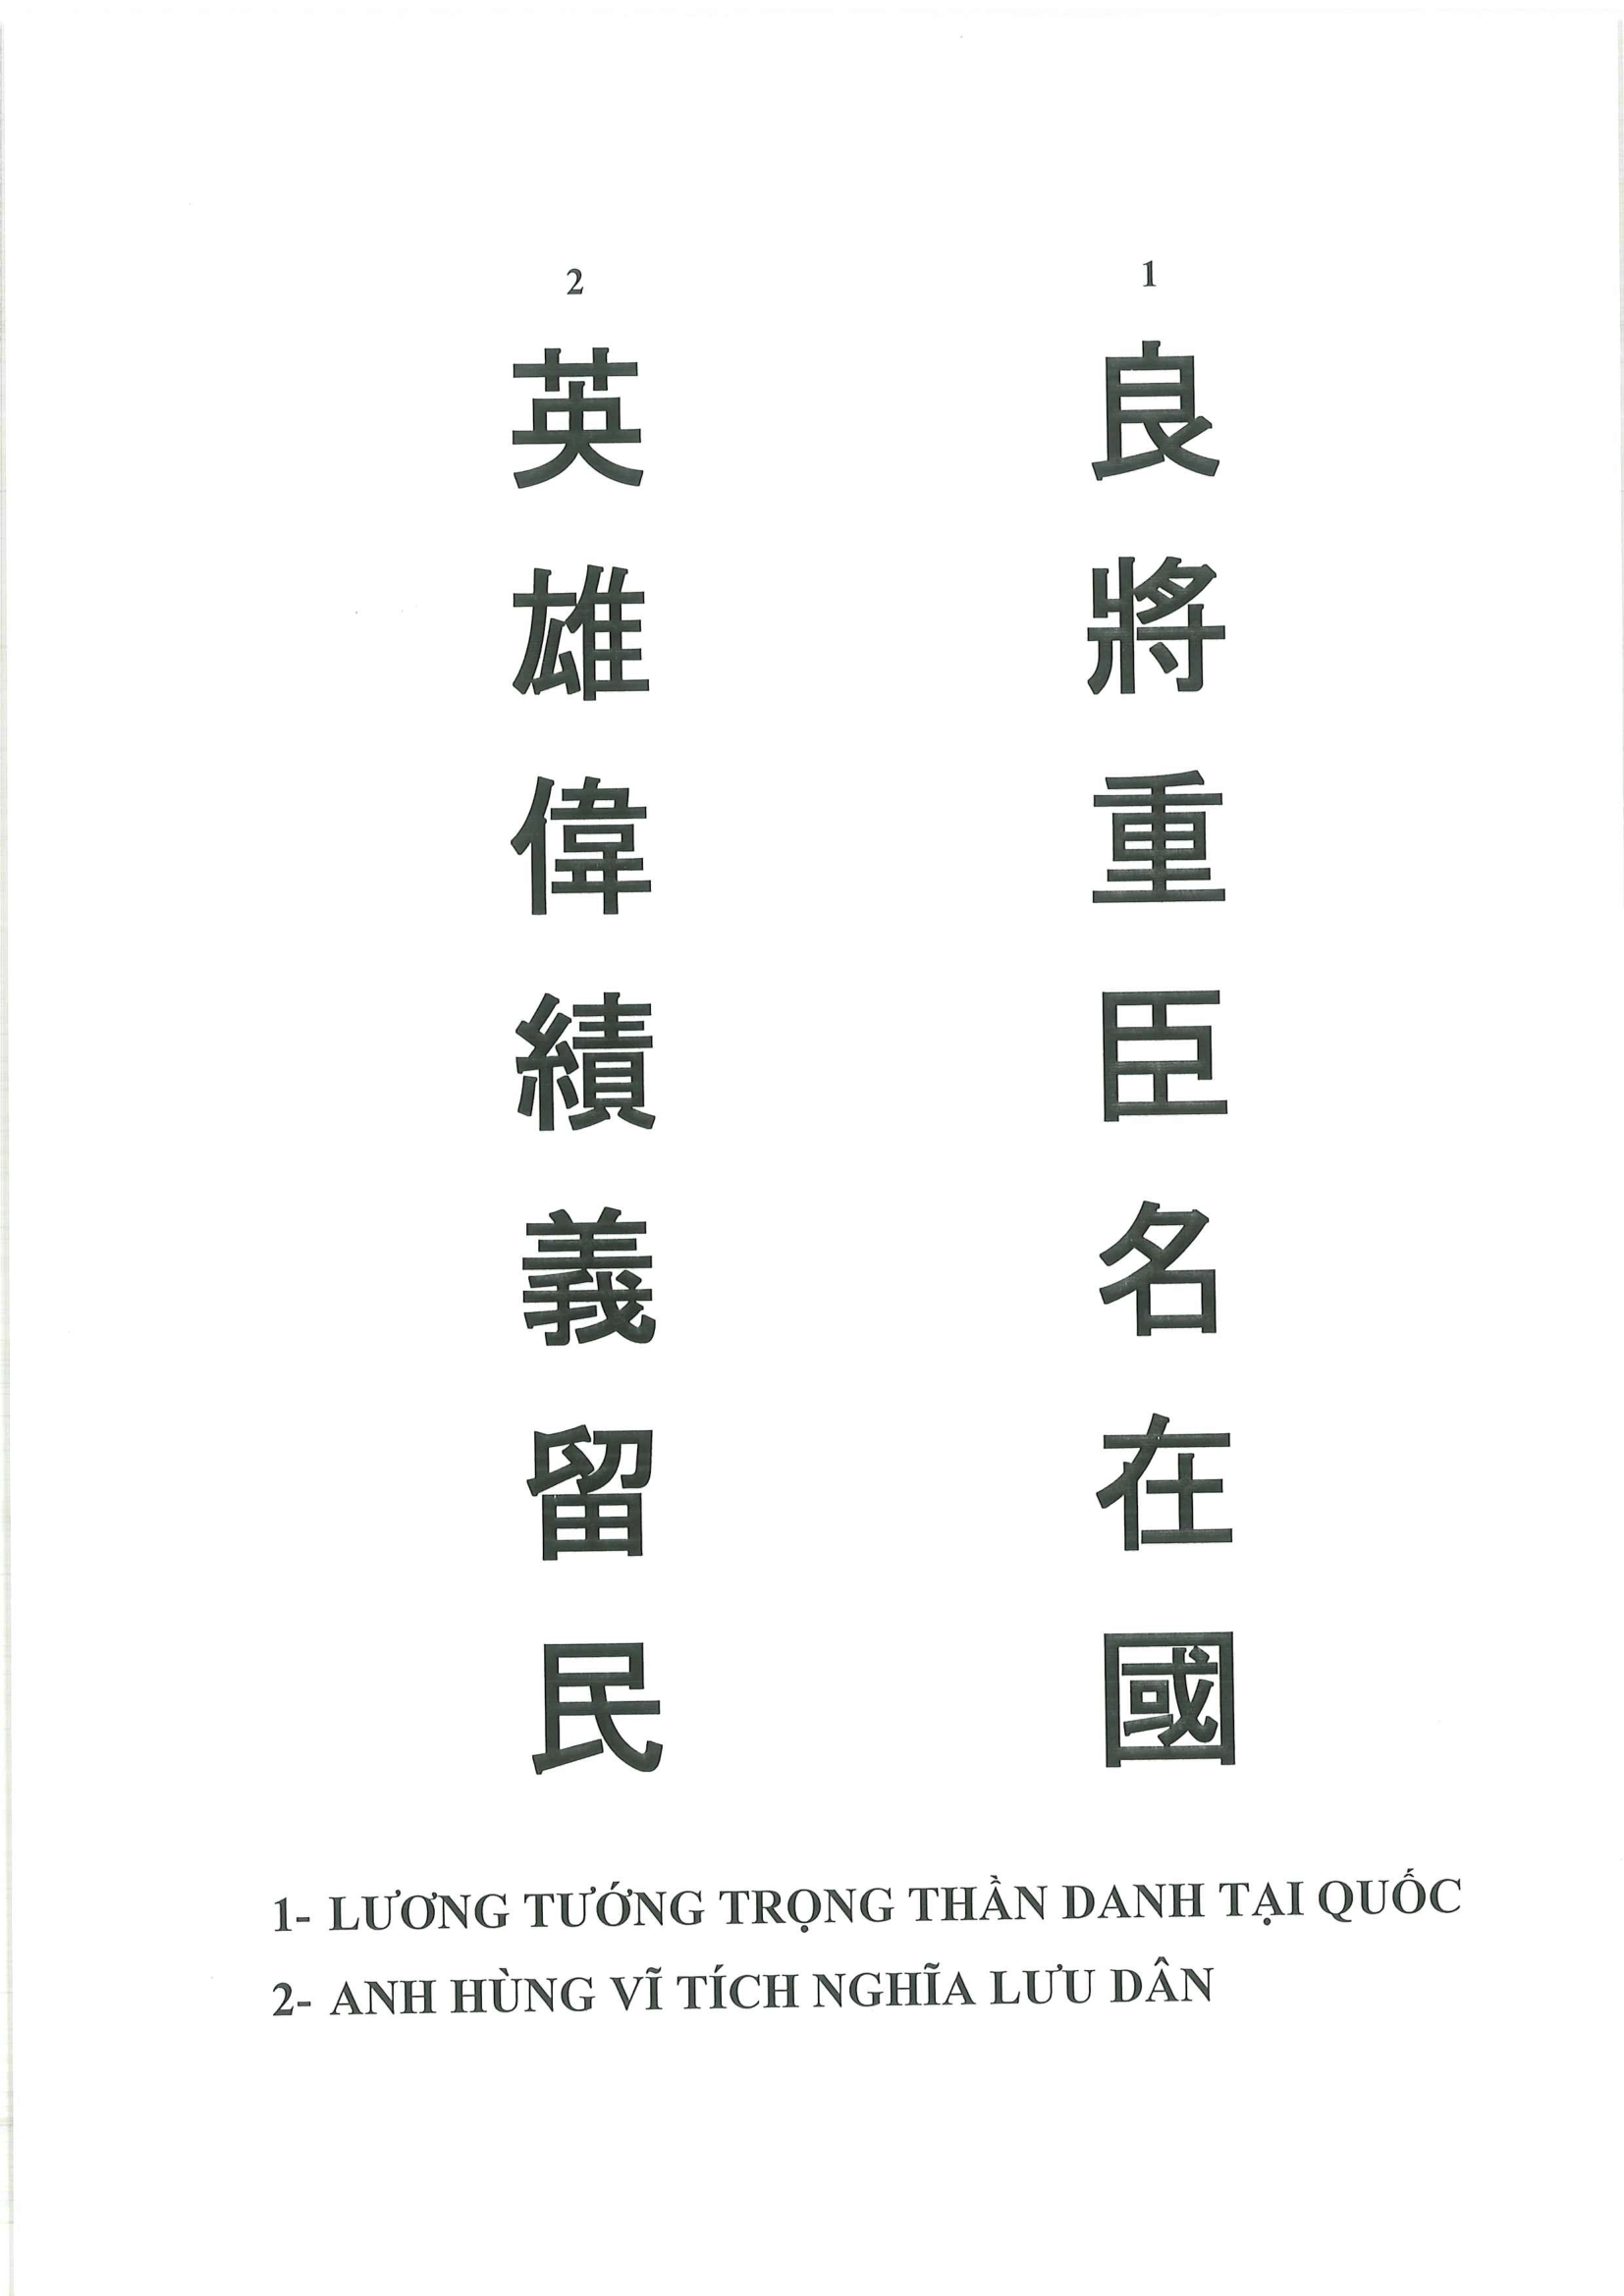 1
良將重臣名在國
2
英雄偉績義留民
1- LƯƠNG TƯỚNG TRỌNG THẦN DANH TẠI QUỐC
2- ANH HÙNG VĨ TÍCH NGHĨA LƯU DÂN